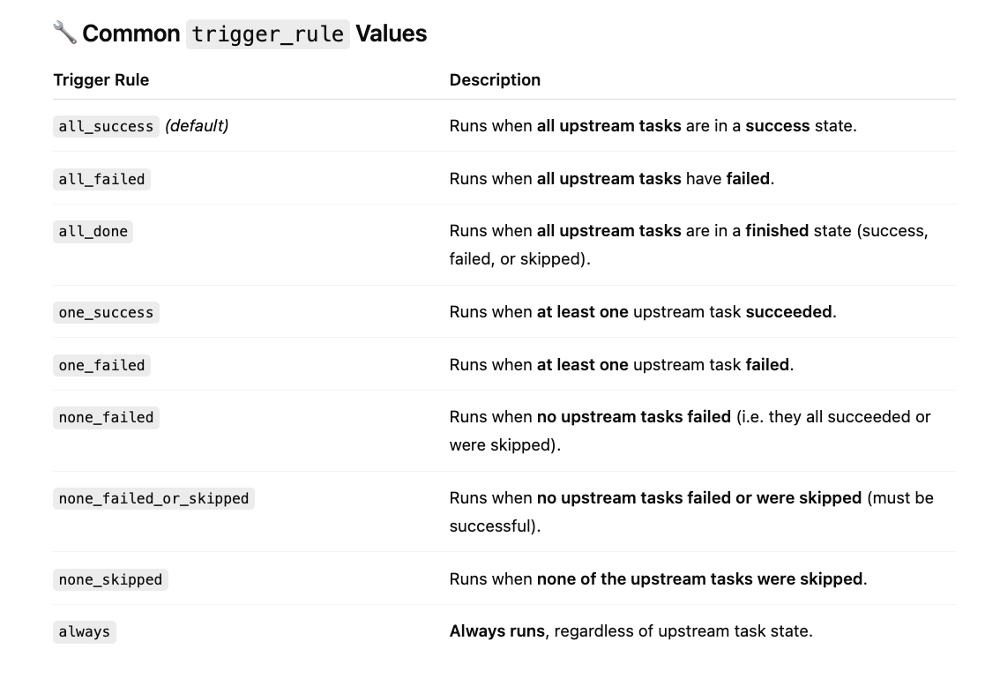 🔧 Common trigger_rule Values
Trigger Rule Description
all_success (default) Runs when all upstream tasks are in a success state.
all_failed Runs when all upstream tasks have failed.
all_done Runs when all upstream tasks are in a finished state (success,
failed, or skipped).
one_success Runs when at least one upstream task succeeded.
one_failed Runs when at least one upstream task failed.
none_failed Runs when no upstream tasks failed (i.e. they all succeeded or
were skipped).
none_failed_or_skipped Runs when no upstream tasks failed or were skipped (must be
successful).
none_skipped Runs when none of the upstream tasks were skipped.
always Always runs, regardless of upstream task state.